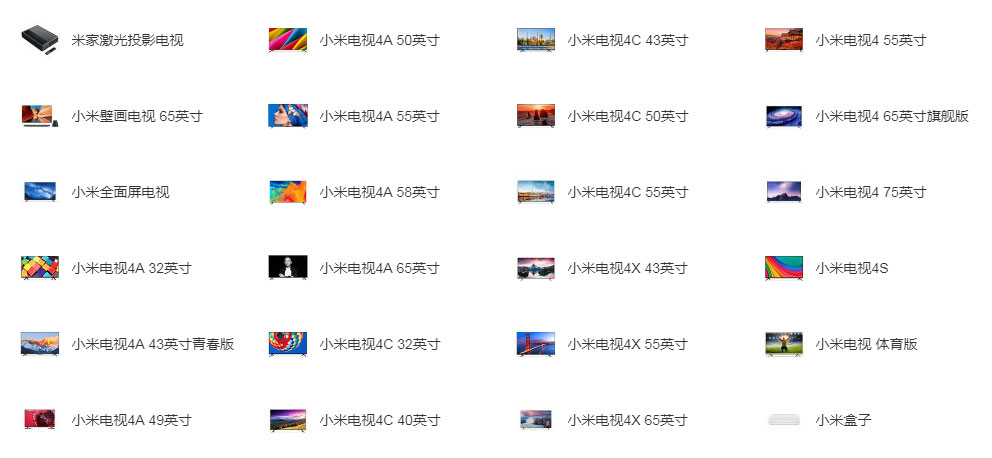 米家激光投影电视
小米壁画电视 65英寸
小米全面屏电视
小米电视4A 32英寸
小米电视4A 43英寸青春版
小米电视4A 49英寸
小米电视4A 50英寸
小米电视4A 55英寸
小米电视4A 58英寸
小米电视4A 65英寸
小米电视4C 32英寸
小米电视4C 40英寸
小米电视4C 43英寸
小米电视4C 50英寸
小米电视4C 55英寸
小米电视4X 43英寸
小米电视4X 55英寸
小米电视4X 65英寸
小米电视4 55英寸
小米电视4 65英寸旗舰版
小米电视4 75英寸
小米电视4S
小米电视 体育版
小米盒子